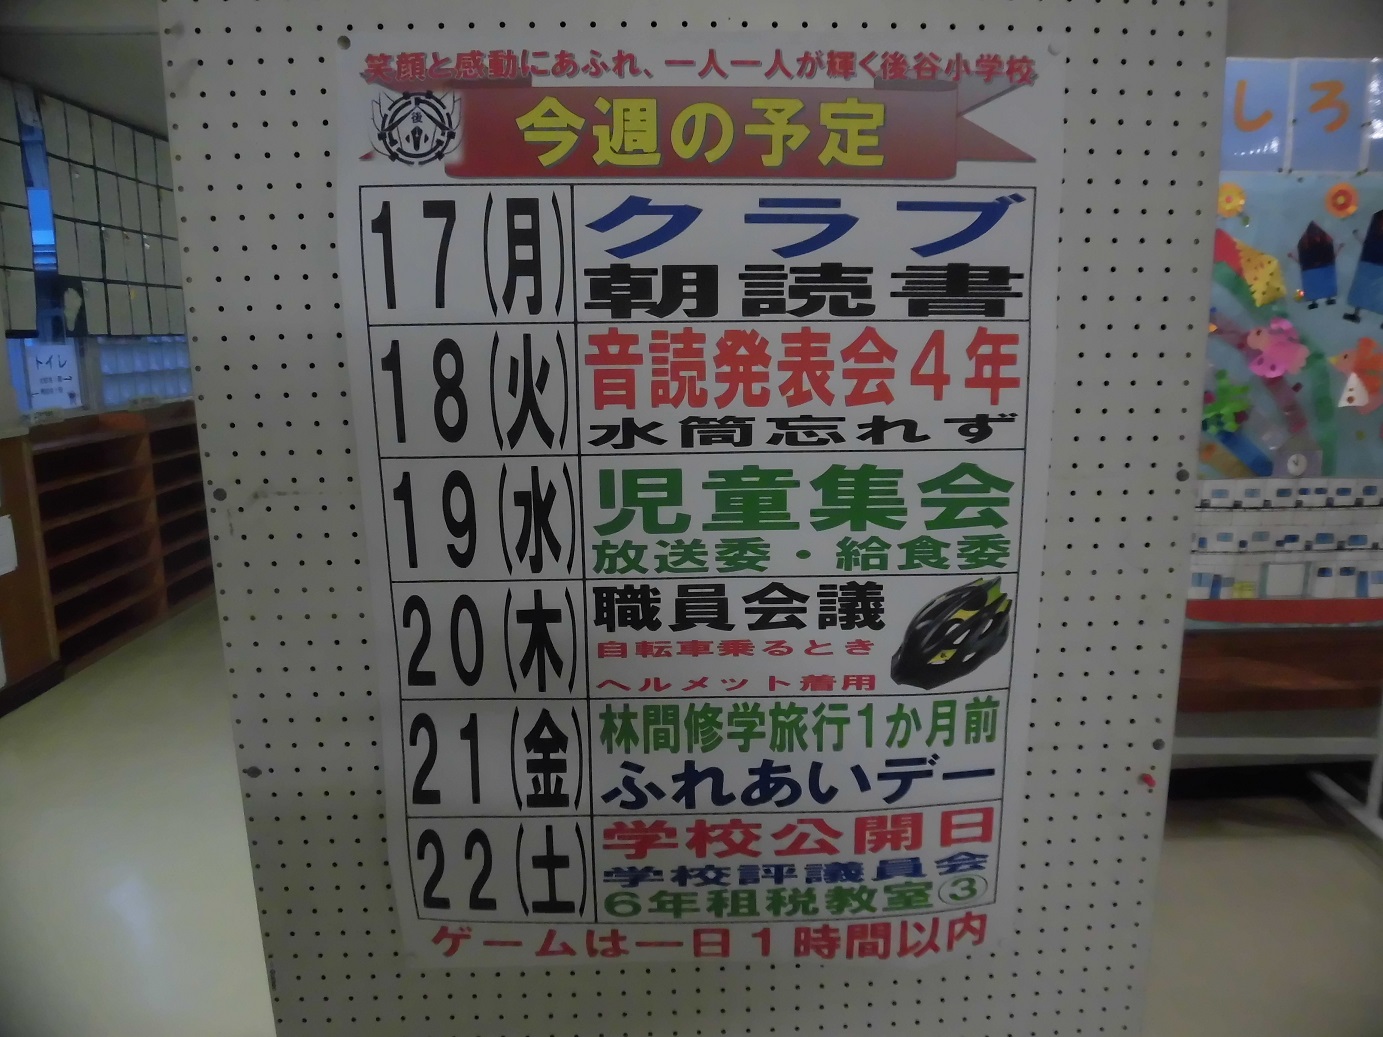 笑顔と感動にあふれ、一人一人が輝く後谷小学校
後
今週の予定
17(月)
クラブ
朝読書
18(火)
音読発表会4年
水筒忘れず
19(水)
児童集会
放送委・給食委
20(木)
職員会議
自転車乗るとき
ヘルメット着用
21(金)
林間修学旅行1か月前
ふれあいデー
22(土)
学校公開日
学校評議員会
6年租税教室③
ゲームは一日1時間以内
トイレ
しろ